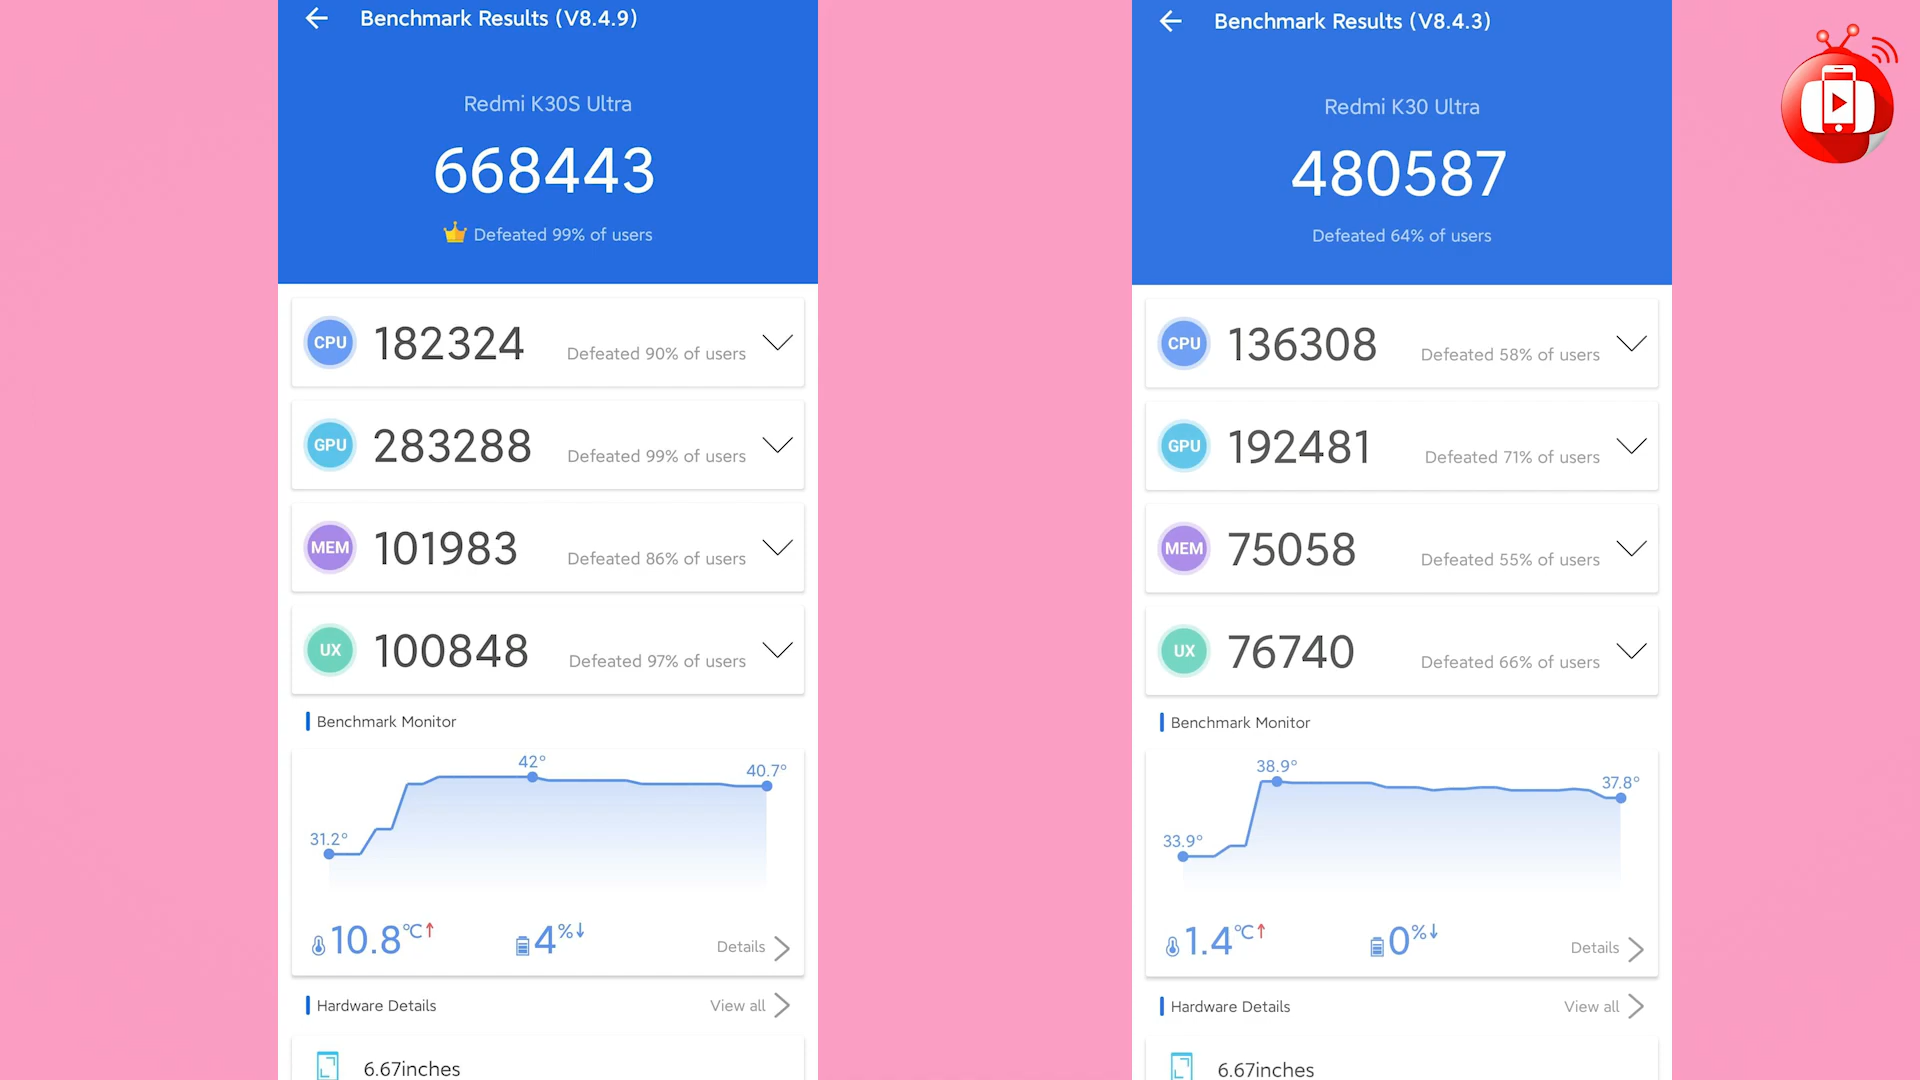 Benchmark Results (V8.4.9)
Redmi K30S Ultra
668443
Defeated 99% of users
CPU 182324 Defeated 90% of users
GPU 283288 Defeated 99% of users
MEM 101983 Defeated 86% of users
UX 100848 Defeated 97% of users
Benchmark Monitor
42°
40.7°
31.2°
10.8°C↑ 4%↓ Details
Hardware Details View all
6.67inches
Benchmark Results (V8.4.3)
Redmi K30 Ultra
480587
Defeated 64% of users
CPU 136308 Defeated 58% of users
GPU 192481 Defeated 71% of users
MEM 75058 Defeated 55% of users
UX 76740 Defeated 66% of users
Benchmark Monitor
38.9°
37.8°
33.9°
1.4°C↑ 0%↓ Details
Hardware Details View all
6.67inches